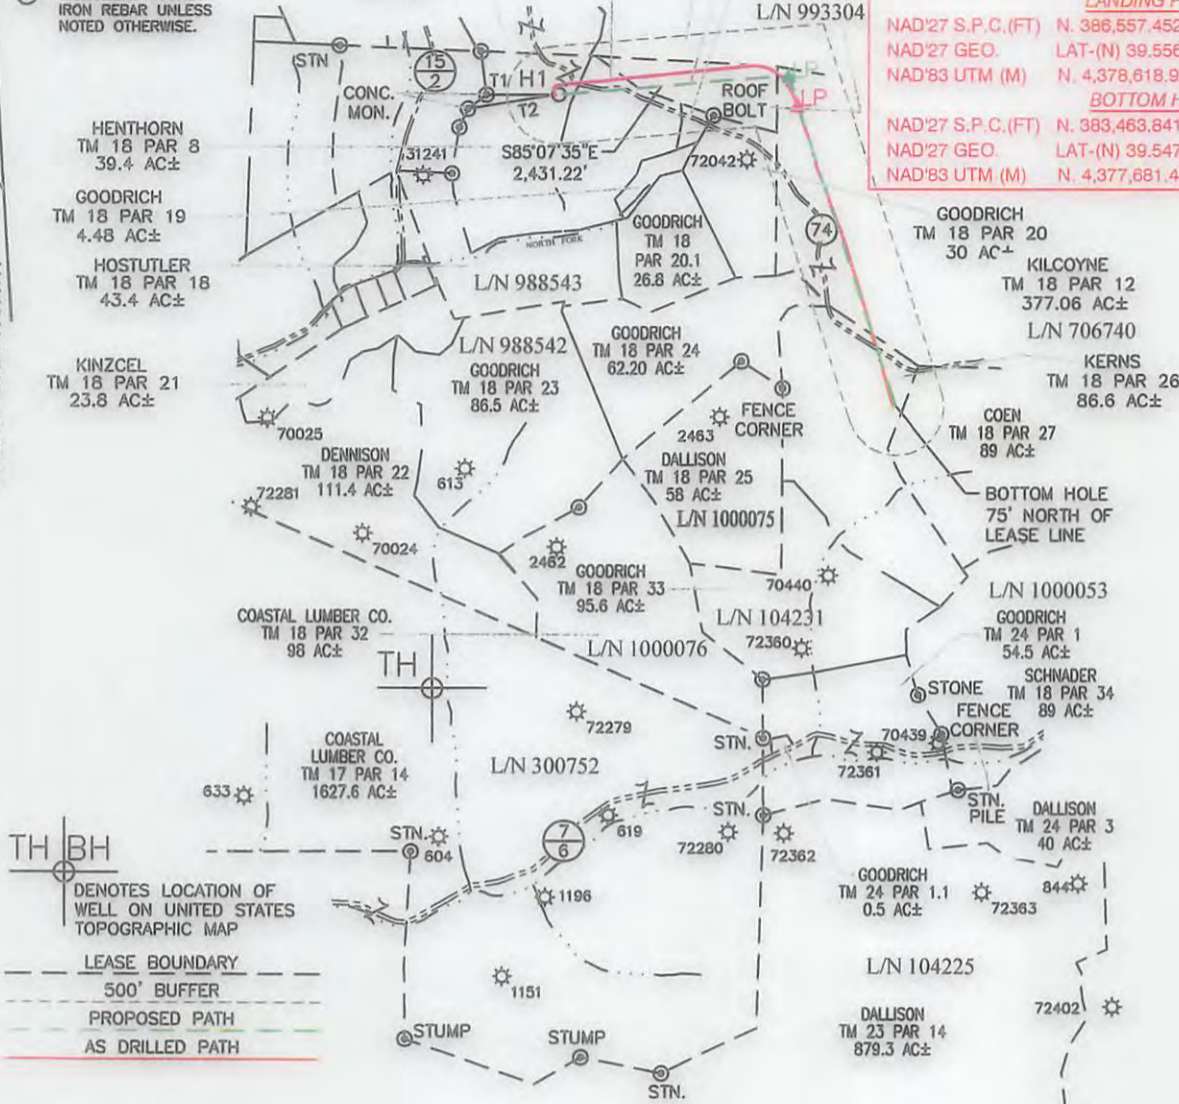 IRON REBAR UNLESS
NOTED OTHERWISE.
L/N 993304
NAD'27 S.P.C.(FT) N. 386,557.452
NAD'27 GEO. LAT-(N) 39.556
NAD'83 UTM (M) N. 4,378,618.9
BOTTOM H
NAD'27 S.P.C.(FT) N. 383,463.841
NAD'27 GEO. LAT-(N) 39.547
NAD'83 UTM (M) N. 4,377,681.4
STN
15
2
CONC.
MON.
T1
H1
T2
ROOF
BOLT
LP
LP
HENTHORN
TM 18 PAR 8
39.4 AC±
31241
S85°07'35"E
2,431.22'
72042
GOODRICH
TM 18 PAR 19
4.48 AC±
NORTH FORK
GOODRICH
TM 18
PAR 20.1
26.8 AC±
74
GOODRICH
TM 18 PAR 20
30 AC±
HOSTUTLER
TM 18 PAR 18
43.4 AC±
L/N 988543
KILCOYNE
TM 18 PAR 12
377.06 AC±
L/N 706740
KINZCEL
TM 18 PAR 21
23.8 AC±
L/N 988542
GOODRICH
TM 18 PAR 23
86.5 AC±
GOODRICH
TM 18 PAR 24
62.20 AC±
KERNS
TM 18 PAR 26
86.6 AC±
70025
2463
FENCE
CORNER
COEN
TM 18 PAR 27
89 AC±
DENNISON
TM 18 PAR 22
111.4 AC±
613
DALLISON
TM 18 PAR 25
58 AC±
L/N 1000075
72281
70024
BOTTOM HOLE
75' NORTH OF
LEASE LINE
2462
GOODRICH
TM 18 PAR 33
95.6 AC±
70440
L/N 1000053
COASTAL LUMBER CO.
TM 18 PAR 32
98 AC±
L/N 104231
72360
GOODRICH
TM 24 PAR 1
54.5 AC±
L/N 1000076
TH
STONE
SCHNADER
TM 18 PAR 34
89 AC±
72279
STN.
70439
FENCE
CORNER
COASTAL
LUMBER CO.
TM 17 PAR 14
1627.6 AC±
L/N 300752
72361
633
STN.
604
7
6
619
STN.
72280
72362
STN.
PILE
DALLISON
TM 24 PAR 3
40 AC±
TH BH
DENOTES LOCATION OF
WELL ON UNITED STATES
TOPOGRAPHIC MAP
1196
GOODRICH
TM 24 PAR 1.1
0.5 AC±
72363
844
LEASE BOUNDARY
500' BUFFER
PROPOSED PATH
AS DRILLED PATH
1151
L/N 104225
72402
STUMP
STUMP
STN.
DALLISON
TM 23 PAR 14
879.3 AC±